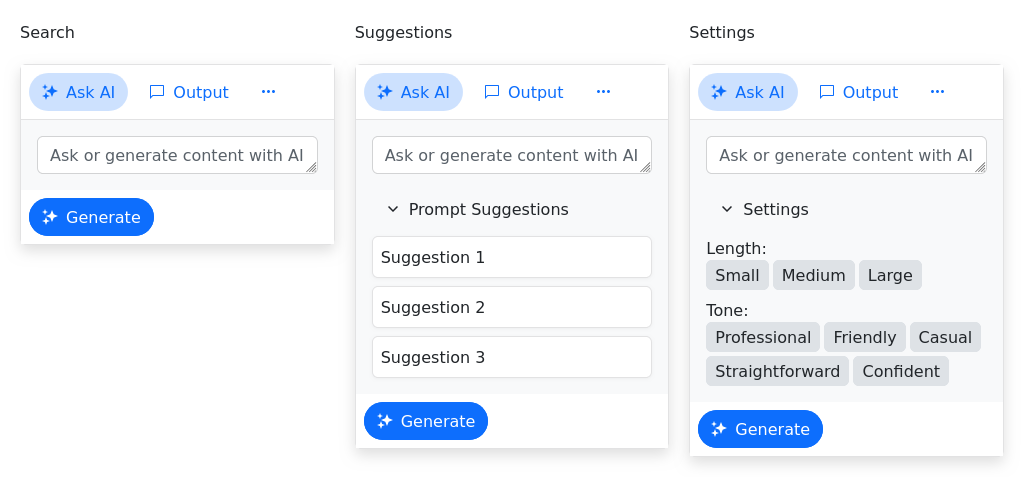 Search
Ask AI
Output
Ask or generate content with AI
Generate
Suggestions
Ask AI
Output
Ask or generate content with AI
Prompt Suggestions
Suggestion 1
Suggestion 2
Suggestion 3
Generate
Settings
Ask AI
Output
Ask or generate content with AI
Settings
Length:
Small Medium Large
Tone:
Professional Friendly Casual
Straightforward Confident
Generate